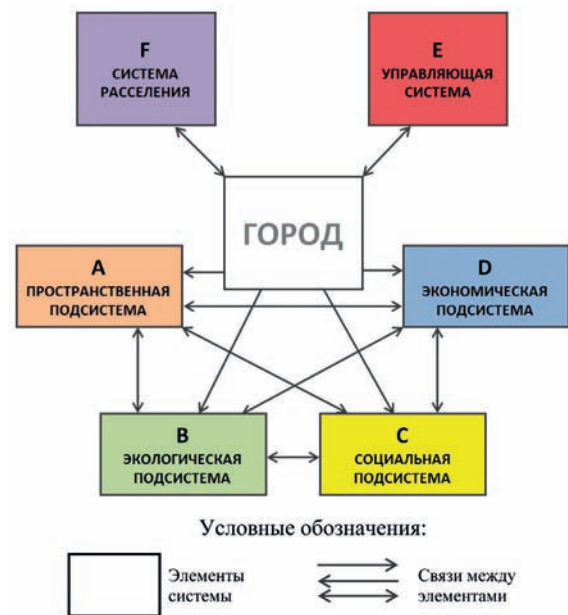 F
СИСТЕМА
РАССЕЛЕНИЯ
E
УПРАВЛЯЮЩАЯ
СИСТЕМА
ГОРОД
A
ПРОСТРАНСТВЕННАЯ
ПОДСИСТЕМА
D
ЭКОНОМИЧЕСКАЯ
ПОДСИСТЕМА
B
ЭКОЛОГИЧЕСКАЯ
ПОДСИСТЕМА
C
СОЦИАЛЬНАЯ
ПОДСИСТЕМА
Условные обозначения:
Элементы
системы
Связи между
элементами